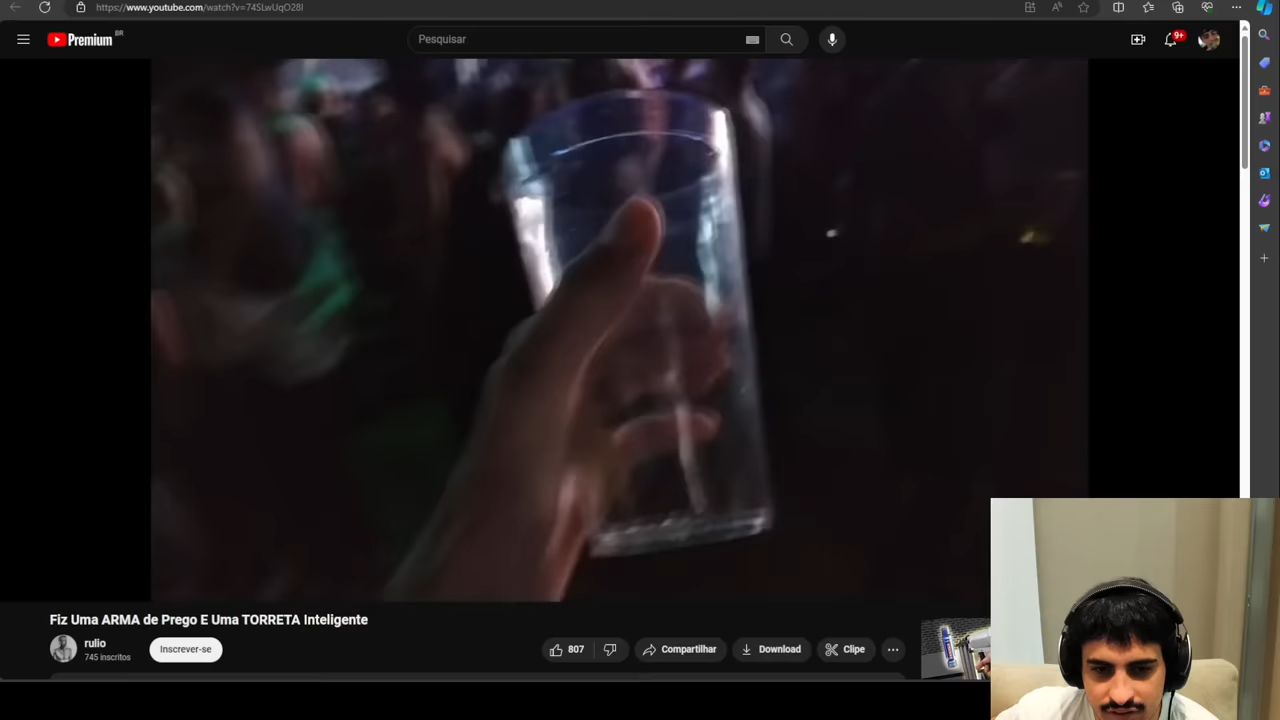 https://www.youtube.com/watch?v=74SLwUqO28I
Premium BR
Pesquisar
9+
Fiz Uma ARMA de Prego E Uma TORRETA Inteligente
rulio
745 inscritos
Inscrever-se
807
Compartilhar
Download
Clipe